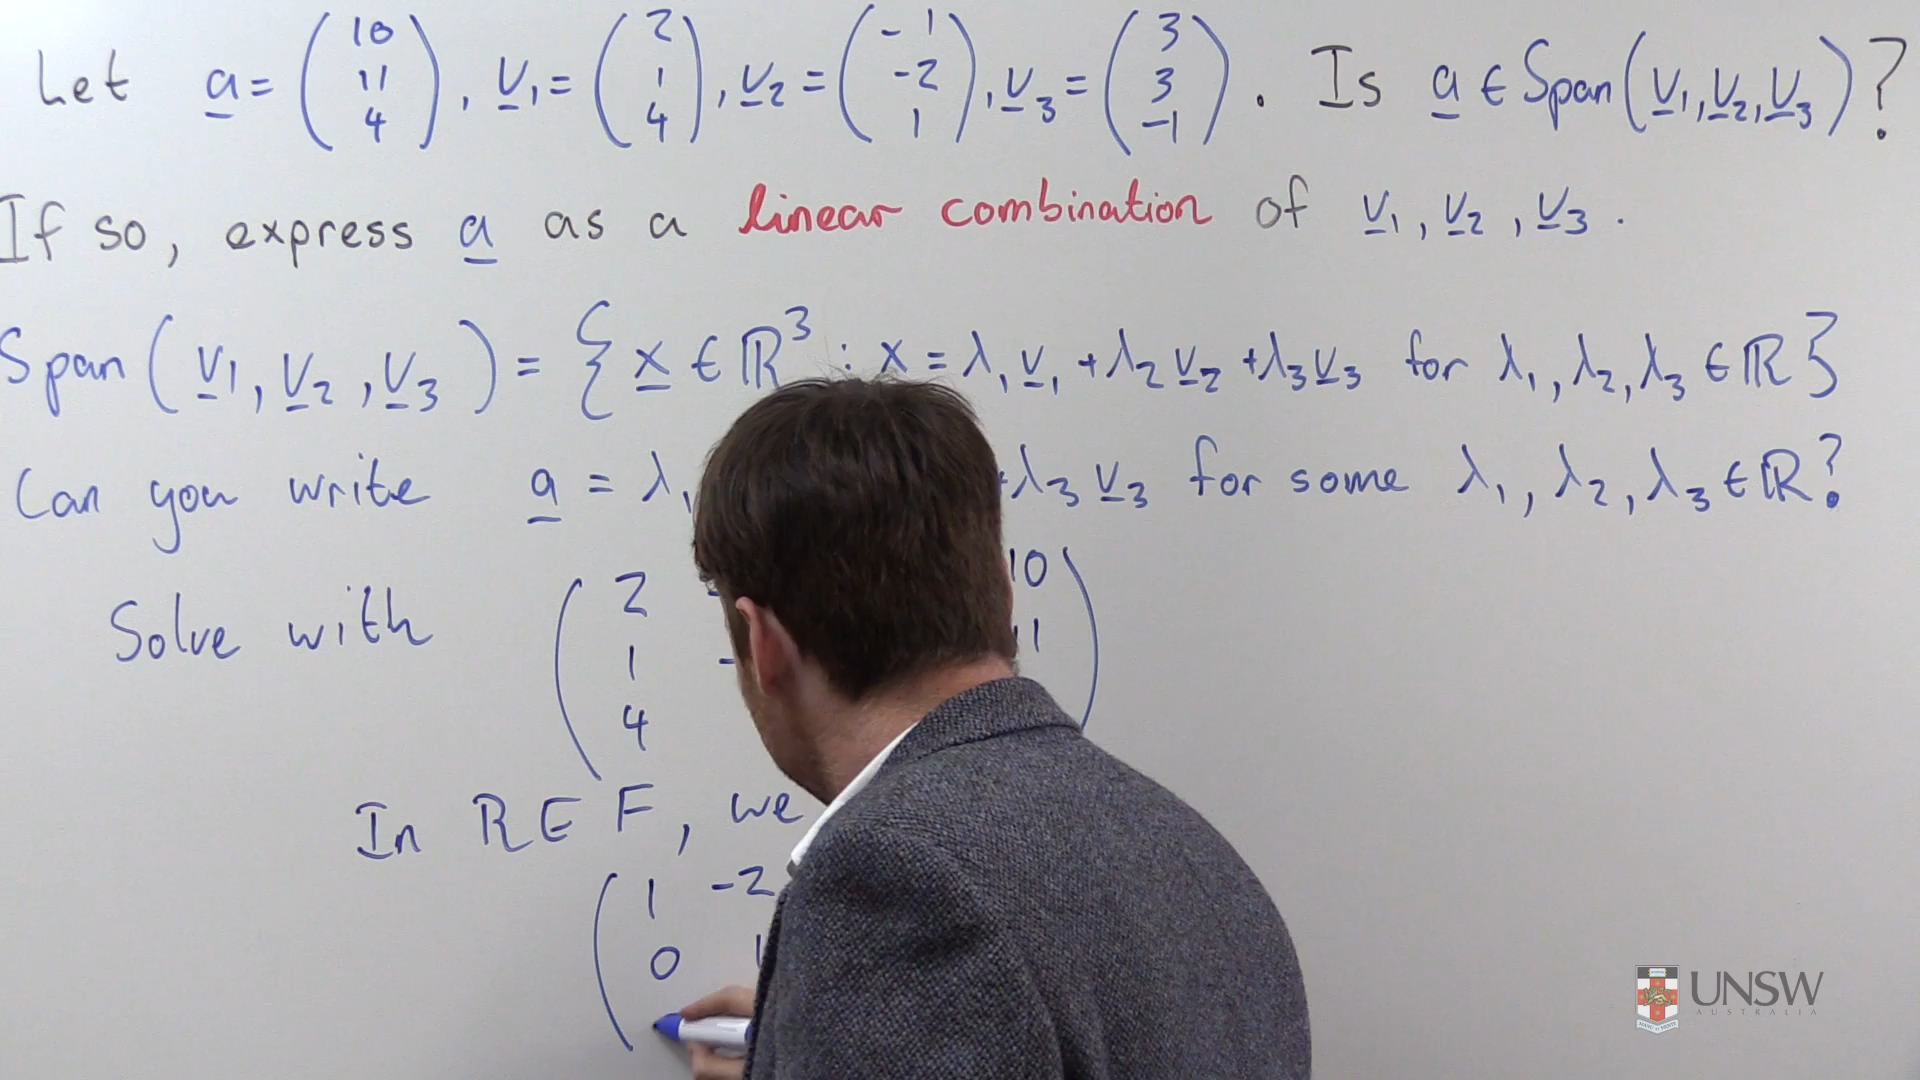 Let a = (10 11 4), v1 = (2 1 4), v2 = (-1 -2 1), v3 = (3 3 -1). Is a ∈ Span(v1, v2, v3)?
If so, express a as a linear combination of v1, v2, v3.
Span(v1, v2, v3) = {x ∈ ℝ³ : x = λ1v1 + λ2v2 + λ3v3 for λ1, λ2, λ3 ∈ ℝ}
Can you write a = λ1 +λ3v3 for some λ1, λ2, λ3 ∈ ℝ?
Solve with (2 10
1 - 11
4 )
In REF, we
(1 -2
0 1
UNSW
AUSTRALIA